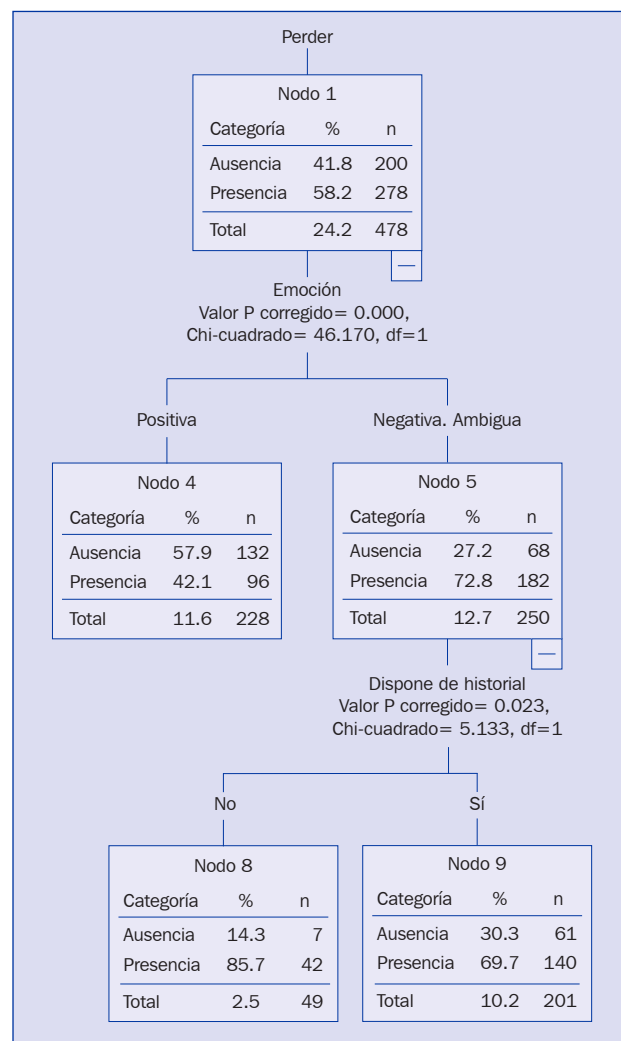 Perder
Nodo 1
Categoría % n
Ausencia 41.8 200
Presencia 58.2 278
Total 24.2 478
Emoción
Valor P corregido= 0.000,
Chi-cuadrado= 46.170, df=1
Positiva
Negativa. Ambigua
Nodo 4
Categoría % n
Ausencia 57.9 132
Presencia 42.1 96
Total 11.6 228
Nodo 5
Categoría % n
Ausencia 27.2 68
Presencia 72.8 182
Total 12.7 250
Dispone de historial
Valor P corregido= 0.023,
Chi-cuadrado= 5.133, df=1
No
Sí
Nodo 8
Categoría % n
Ausencia 14.3 7
Presencia 85.7 42
Total 2.5 49
Nodo 9
Categoría % n
Ausencia 30.3 61
Presencia 69.7 140
Total 10.2 201